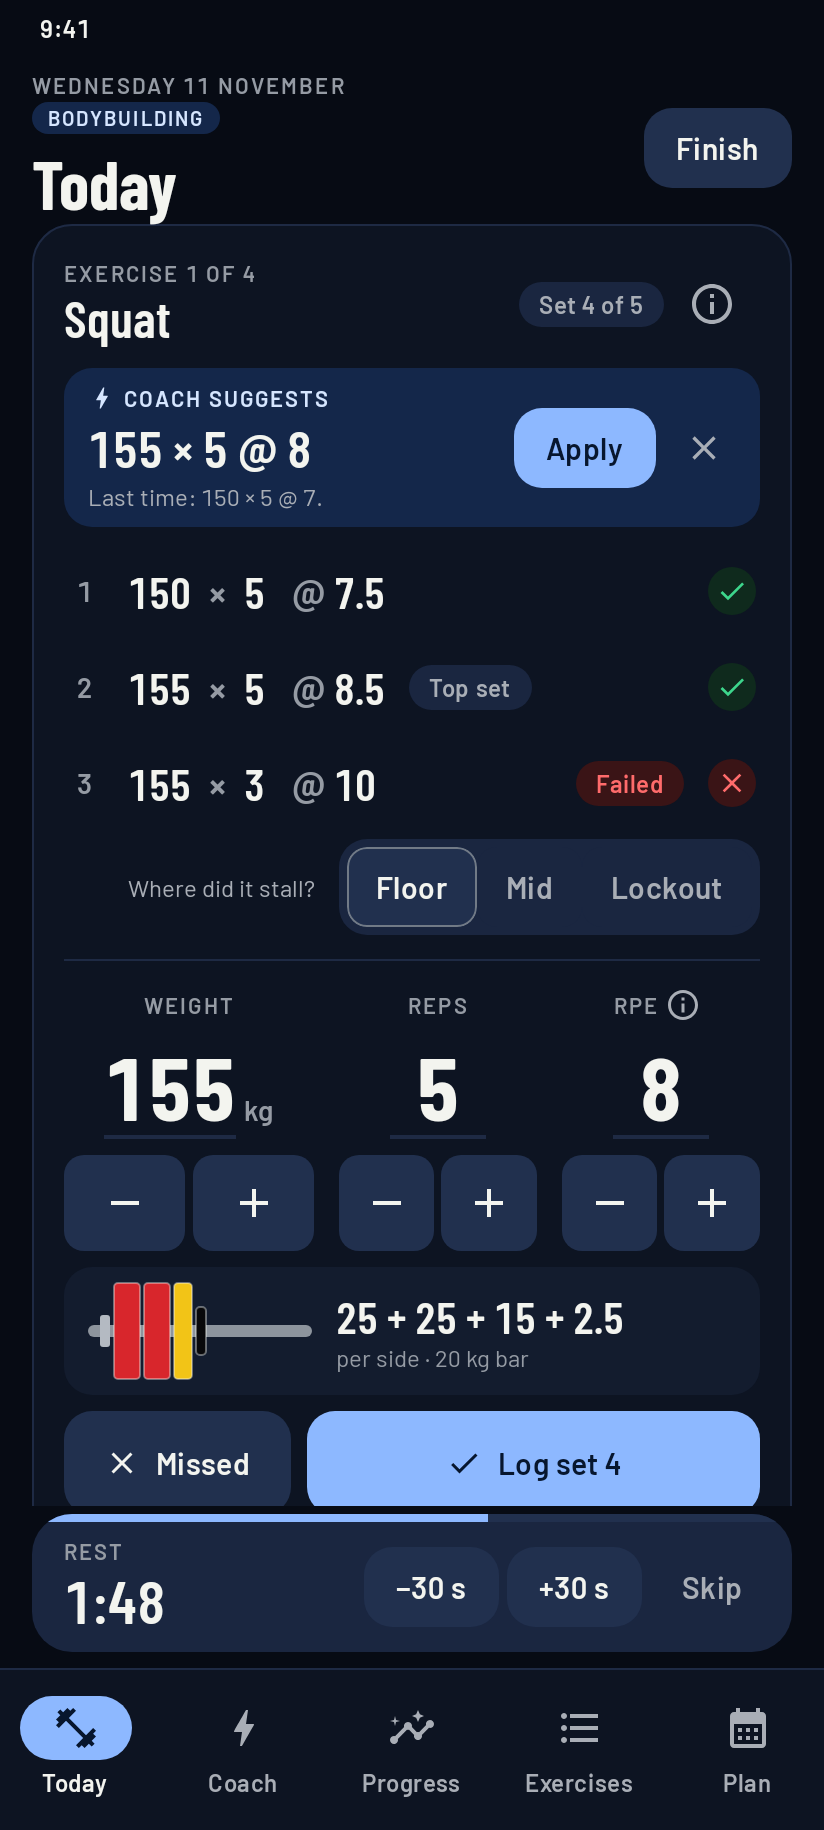 9:41
WEDNESDAY 11 NOVEMBER
BODYBUILDING
Today
Finish
EXERCISE 1 OF 4
Squat
Set 4 of 5
COACH SUGGESTS
155 × 5 @ 8
Last time: 150 × 5 @ 7.
Apply
1 150 × 5 @ 7.5
2 155 × 5 @ 8.5 Top set
3 155 × 3 @ 10 Failed
Where did it stall? Floor Mid Lockout
WEIGHT REPS RPE
155 kg 5 8
25 + 25 + 15 + 2.5
per side · 20 kg bar
Missed Log set 4
REST
1:48
–30 s +30 s Skip
Today Coach Progress Exercises Plan